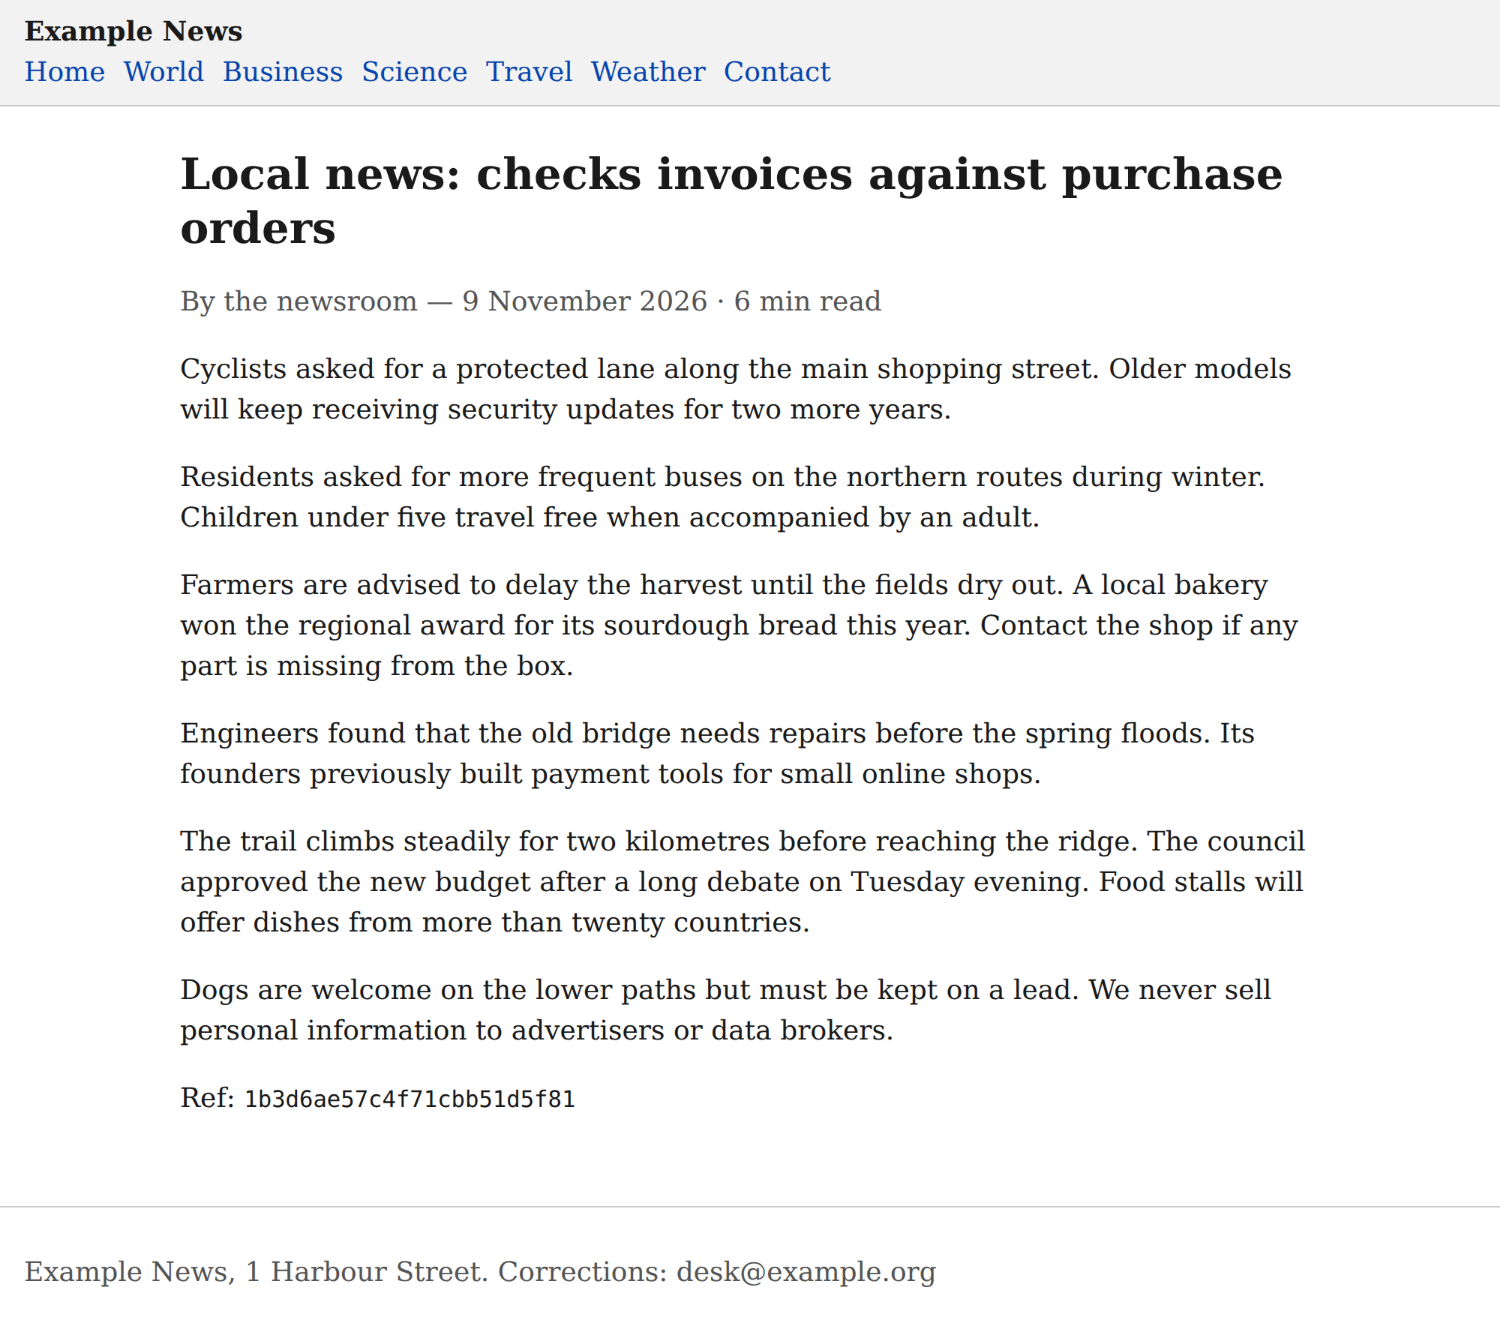 Example News
Home World Business Science Travel Weather Contact
Local news: checks invoices against purchase
orders
By the newsroom — 9 November 2026 · 6 min read
Cyclists asked for a protected lane along the main shopping street. Older models
will keep receiving security updates for two more years.
Residents asked for more frequent buses on the northern routes during winter.
Children under five travel free when accompanied by an adult.
Farmers are advised to delay the harvest until the fields dry out. A local bakery
won the regional award for its sourdough bread this year. Contact the shop if any
part is missing from the box.
Engineers found that the old bridge needs repairs before the spring floods. Its
founders previously built payment tools for small online shops.
The trail climbs steadily for two kilometres before reaching the ridge. The council
approved the new budget after a long debate on Tuesday evening. Food stalls will
offer dishes from more than twenty countries.
Dogs are welcome on the lower paths but must be kept on a lead. We never sell
personal information to advertisers or data brokers.
Ref: 1b3d6ae57c4f71cbb51d5f81
Example News, 1 Harbour Street. Corrections: desk@example.org